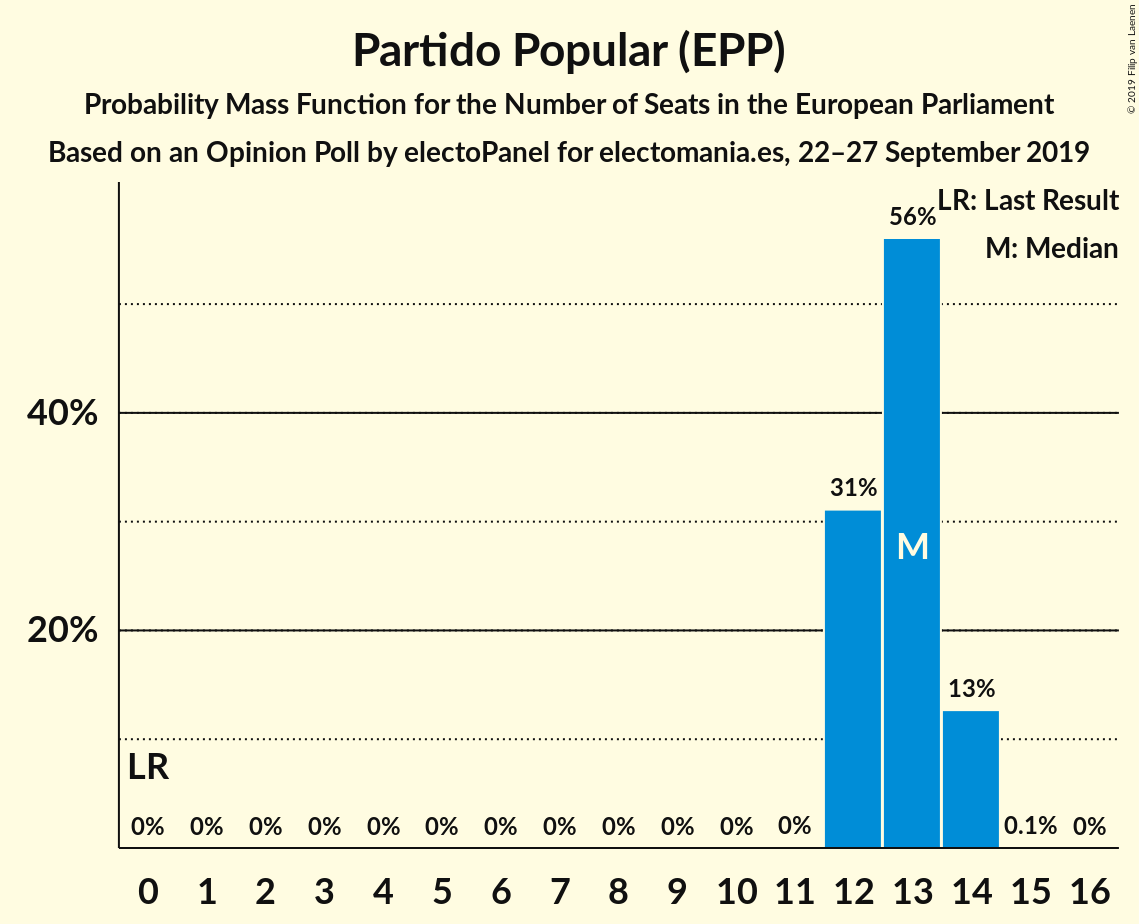 Partido Popular (EPP)
Probability Mass Function for the Number of Seats in the European Parliament
Based on an Opinion Poll by electoPanel for electomania.es, 22–27 September 2019
© 2019 Filip van Laenen
LR: Last Result
M: Median
56%
40%
31%
M
20%
13%
LR
0% 0% 0% 0% 0% 0% 0% 0% 0% 0% 0% 0% 0.1% 0%
0 1 2 3 4 5 6 7 8 9 10 11 12 13 14 15 16